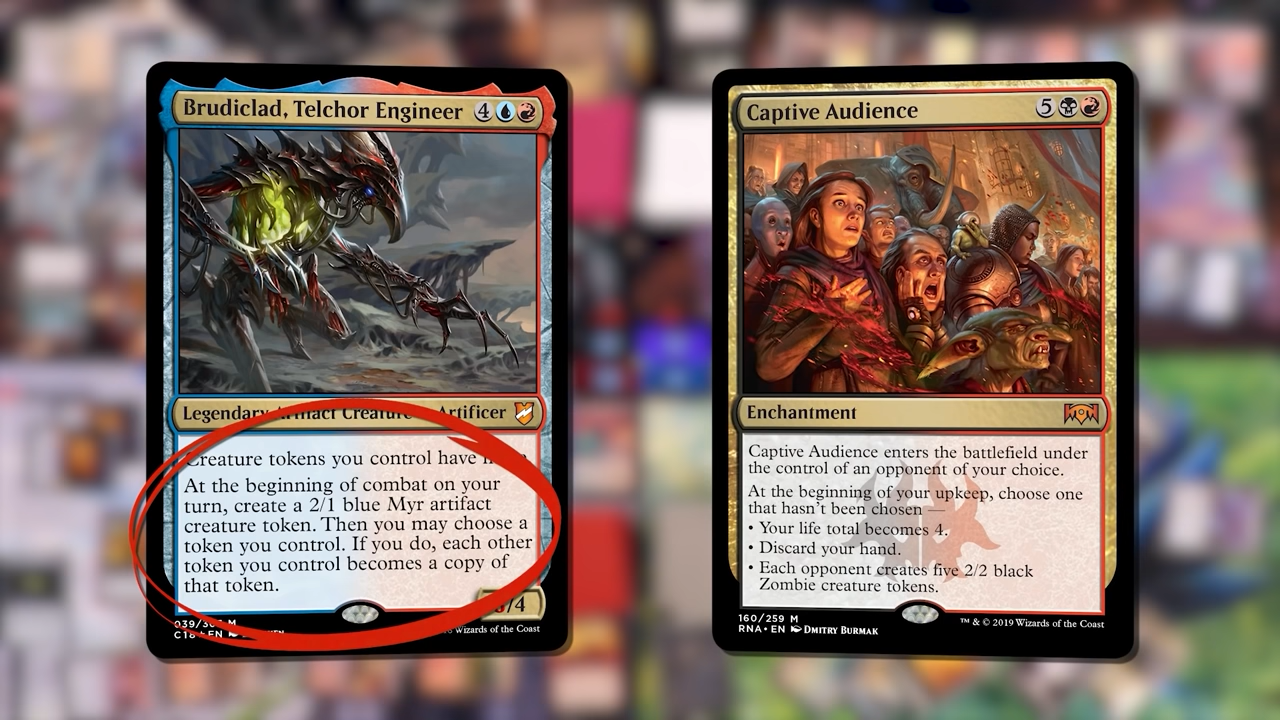 Brudiclad, Telchor Engineer 4
Legendary Artifact Creature Artificer
Creature tokens you control have
At the beginning of combat on your
turn, create a 2/1 blue Myr artifact
creature token. Then you may choose a
token you control. If you do, each other
token you control becomes a copy of
that token.
/4
M
C18 EN
Wizards of the Coast
Captive Audience 5
Enchantment
Captive Audience enters the battlefield under
the control of an opponent of your choice.
At the beginning of your upkeep, choose one
that hasn't been chosen —
• Your life total becomes 4.
• Discard your hand.
• Each opponent creates five 2/2 black
Zombie creature tokens.
160/259 M
RNA • EN Dmitry Burmak
™ & © 2019 Wizards of the Coast